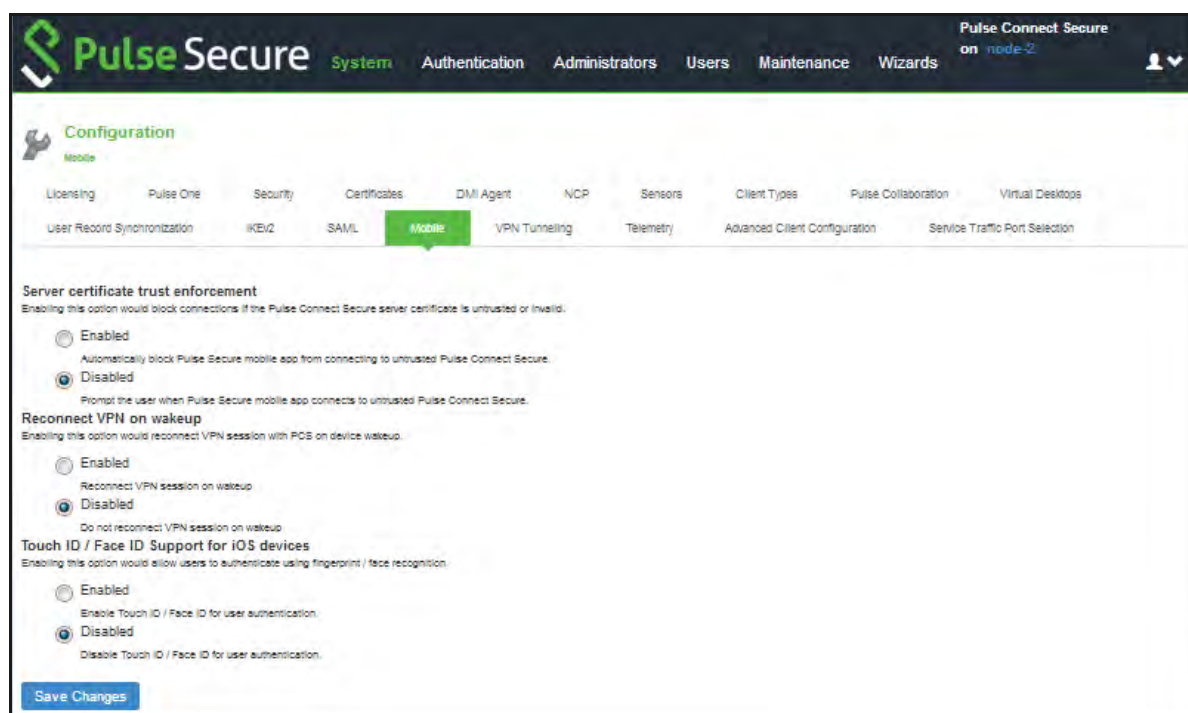 Pulse Secure System Authentication Administrators Users Maintenance Wizards Pulse Connect Secure
on node-2
Configuration
Mobile
Licensing Pulse One Security Certificates DMI Agent NCP Sensors Client Types Pulse Collaboration Virtual Desktops
User Record Synchronization IKEv2 SAML Mobile VPN Tunneling Telemetry Advanced Client Configuration Service Traffic Port Selection
Server certificate trust enforcement
Enabling this option would block connections if the Pulse Connect Secure server certificate is untrusted or invalid.
Enabled
Automatically block Pulse Secure mobile app from connecting to untrusted Pulse Connect Secure.
Disabled
Prompt the user when Pulse Secure mobile app connects to untrusted Pulse Connect Secure.
Reconnect VPN on wakeup
Enabling this option would reconnect VPN session with PCS on device wakeup.
Enabled
Reconnect VPN session on wakeup
Disabled
Do not reconnect VPN session on wakeup
Touch ID / Face ID Support for iOS devices
Enabling this option would allow users to authenticate using fingerprint / face recognition
Enabled
Enable Touch ID / Face ID for user authentication
Disabled
Disable Touch ID / Face ID for user authentication.
Save Changes